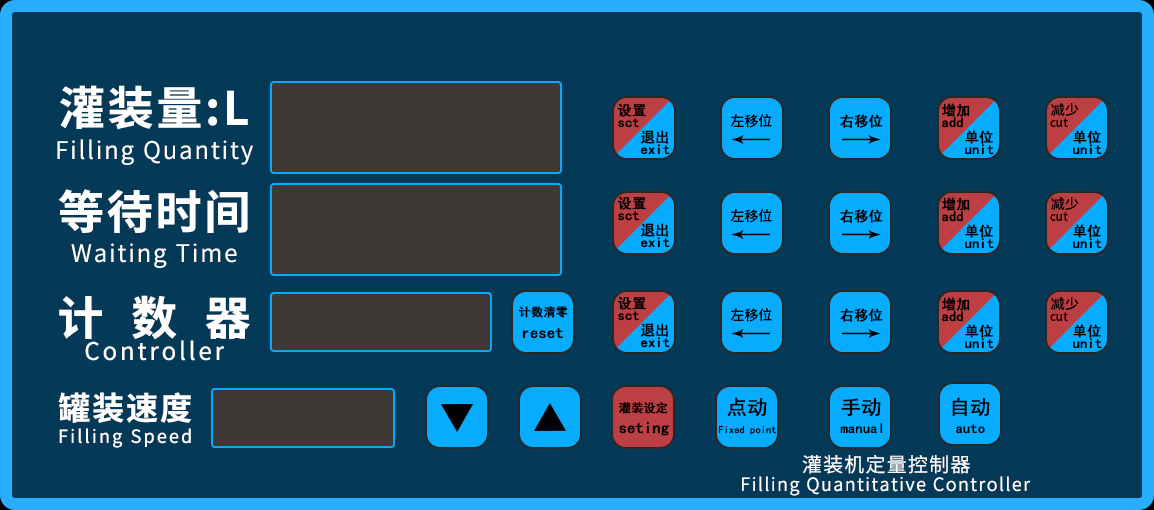 灌装量:L
Filling Quantity
设置
sct
退出
exit
左移位
右移位
增加
add
单位
unit
减少
cut
单位
unit
等待时间
Waiting Time
设置
sct
退出
exit
左移位
右移位
增加
add
单位
unit
减少
cut
单位
unit
计数器
Controller
计数清零
reset
设置
sct
退出
exit
左移位
右移位
增加
add
单位
unit
减少
cut
单位
unit
罐装速度
Filling Speed
灌装设定
seting
点动
Fixed point
手动
manual
自动
auto
灌装机定量控制器
Filling Quantitative Controller